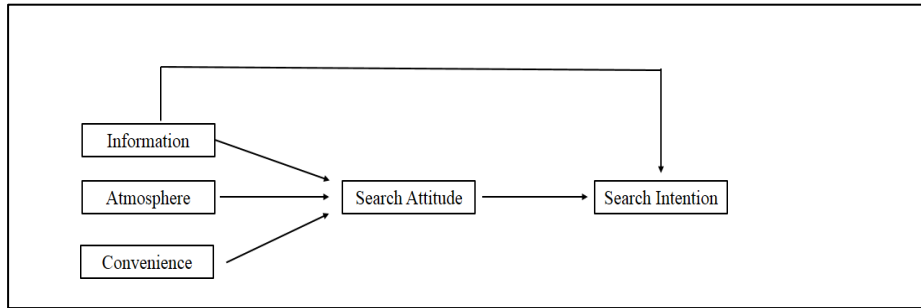 Information
Atmosphere
Search Attitude
Search Intention
Convenience